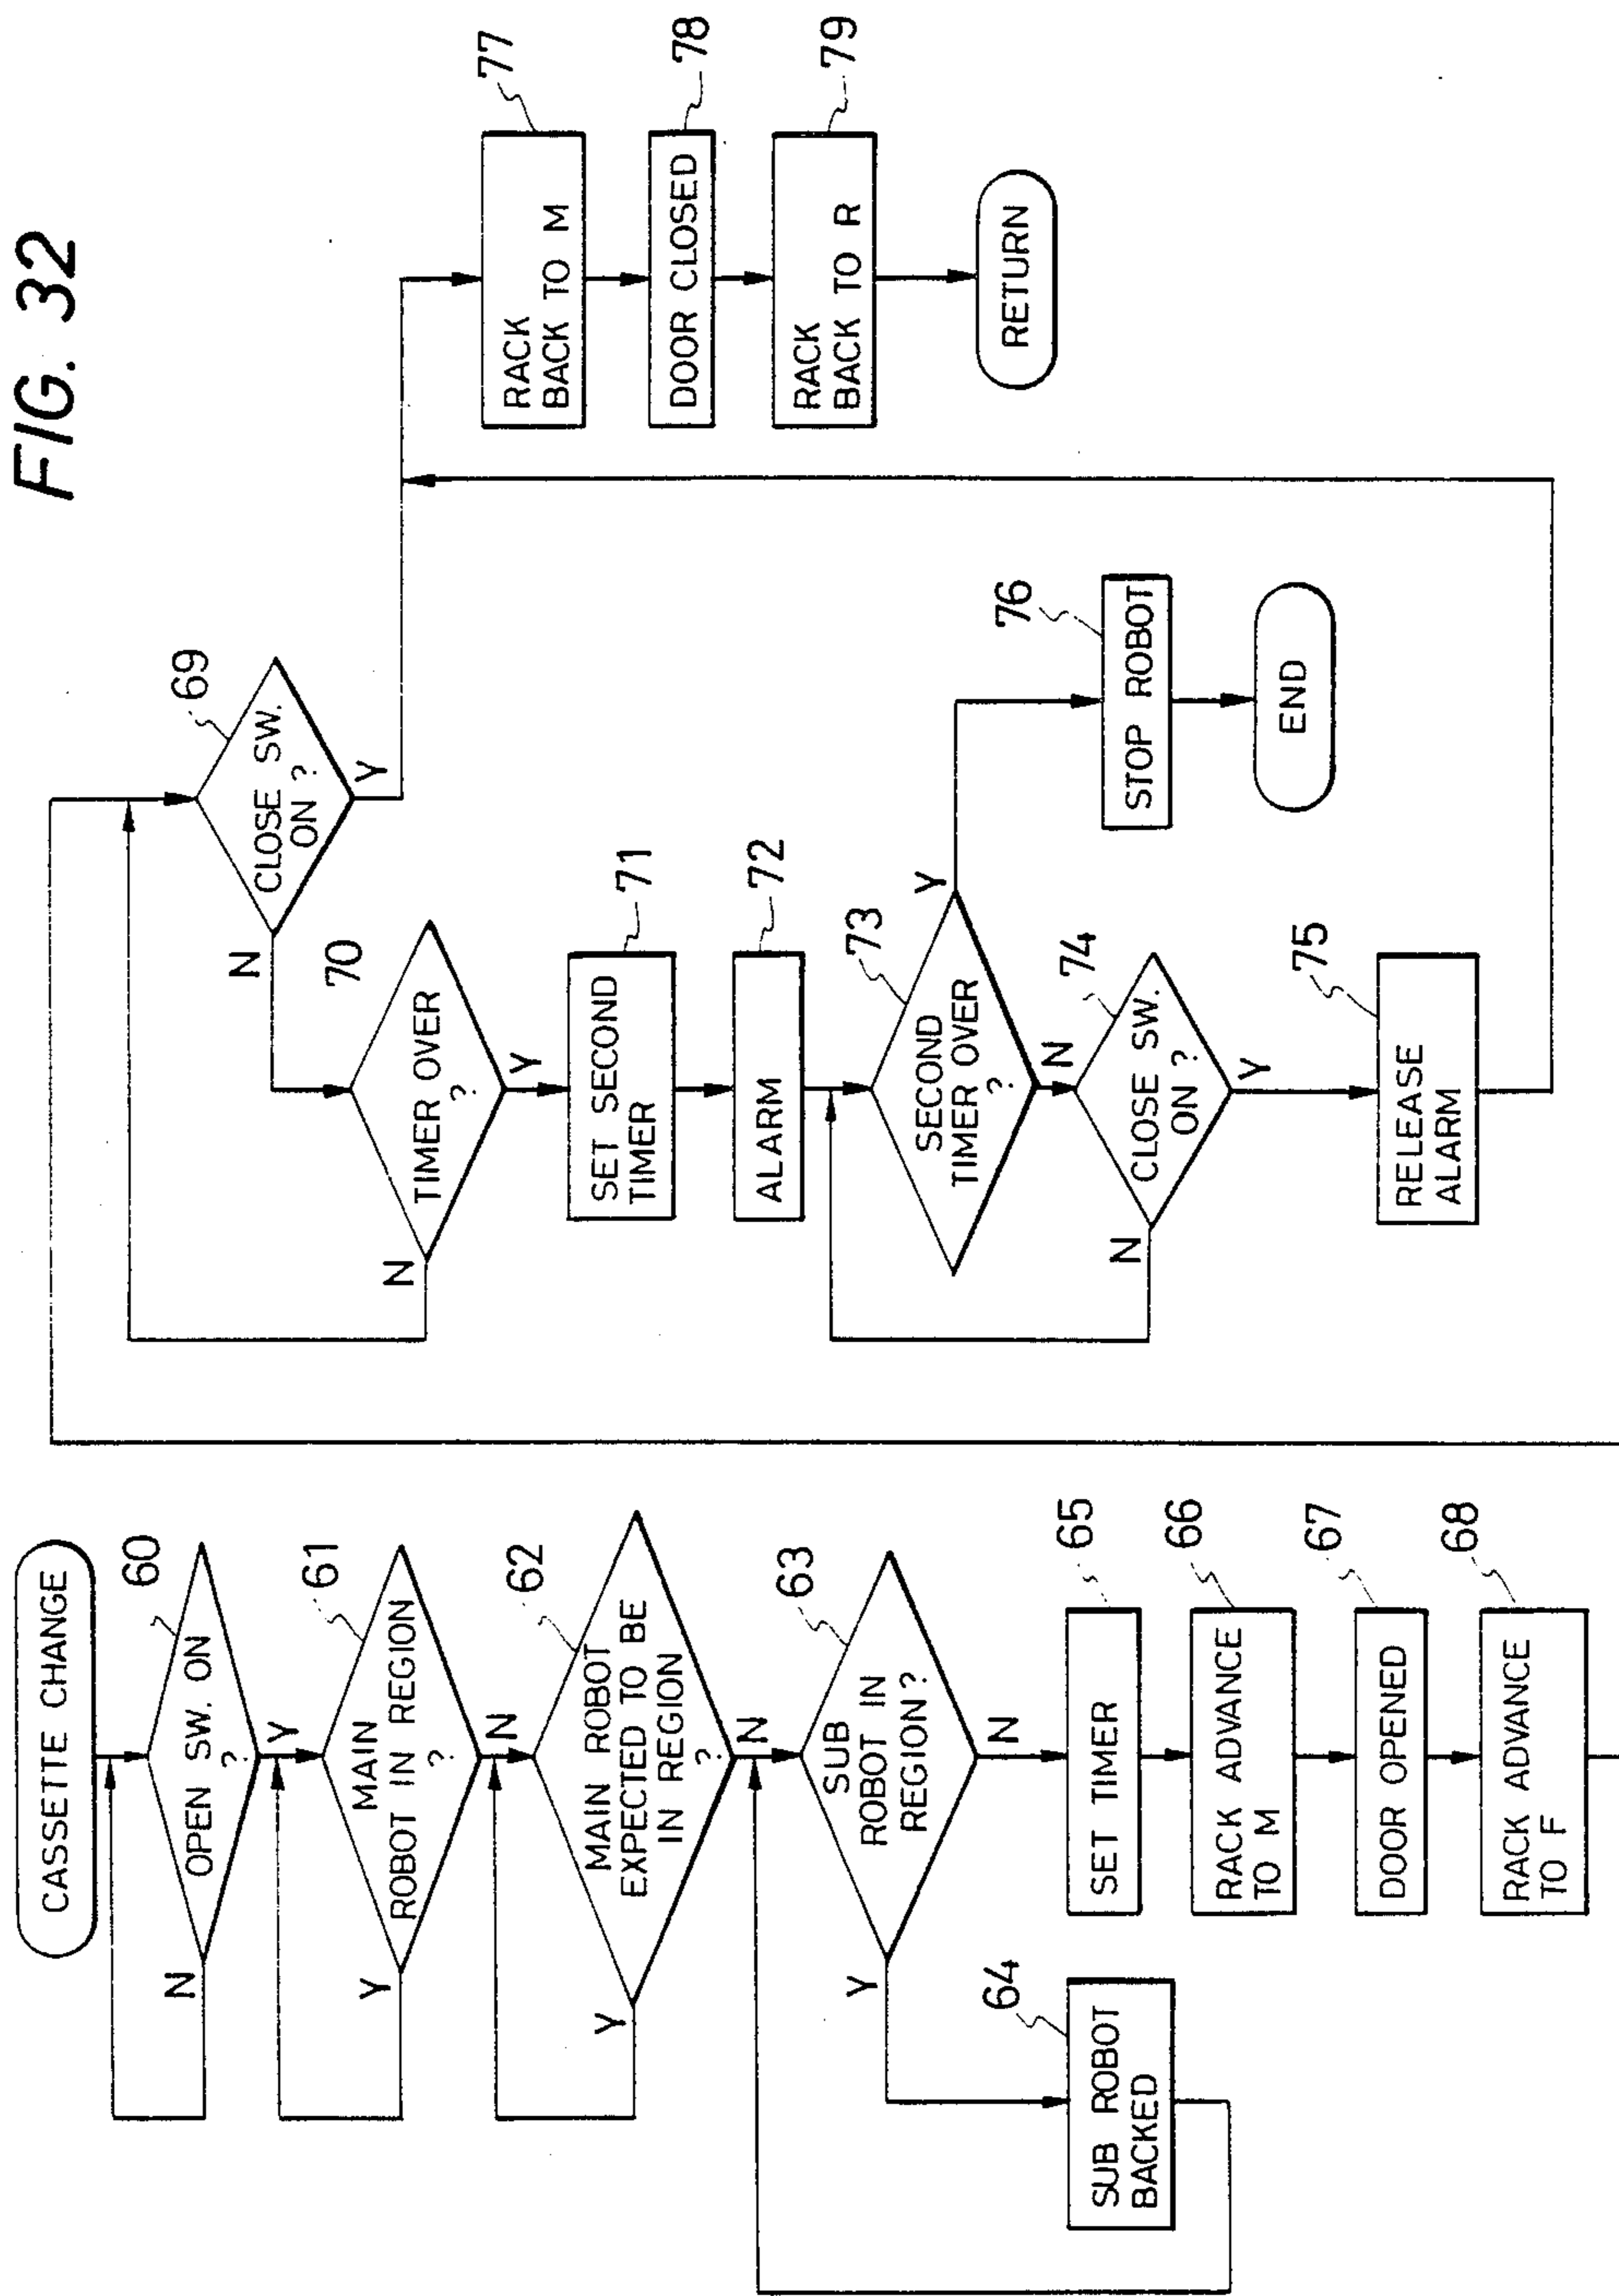 FIG. 32
CASSETTE CHANGE
60
OPEN SW. ON
?
N
Y
61
MAIN
ROBOT IN REGION
?
Y
N
62
MAIN ROBOT
EXPECTED TO BE
IN REGION
?
Y
N
63
SUB
ROBOT IN
REGION?
Y
N
64
SUB ROBOT
BACKED
65
SET TIMER
66
RACK ADVANCE
TO M
67
DOOR OPENED
68
RACK ADVANCE
TO F
69
CLOSE SW.
ON ?
N
Y
70
TIMER OVER
?
N
Y
71
SET SECOND
TIMER
72
ALARM
73
SECOND
TIMER OVER
?
Y
N
74
CLOSE SW.
ON ?
N
Y
75
RELEASE
ALARM
76
STOP ROBOT
END
77
RACK
BACK TO M
78
DOOR CLOSED
79
RACK
BACK TO R
RETURN